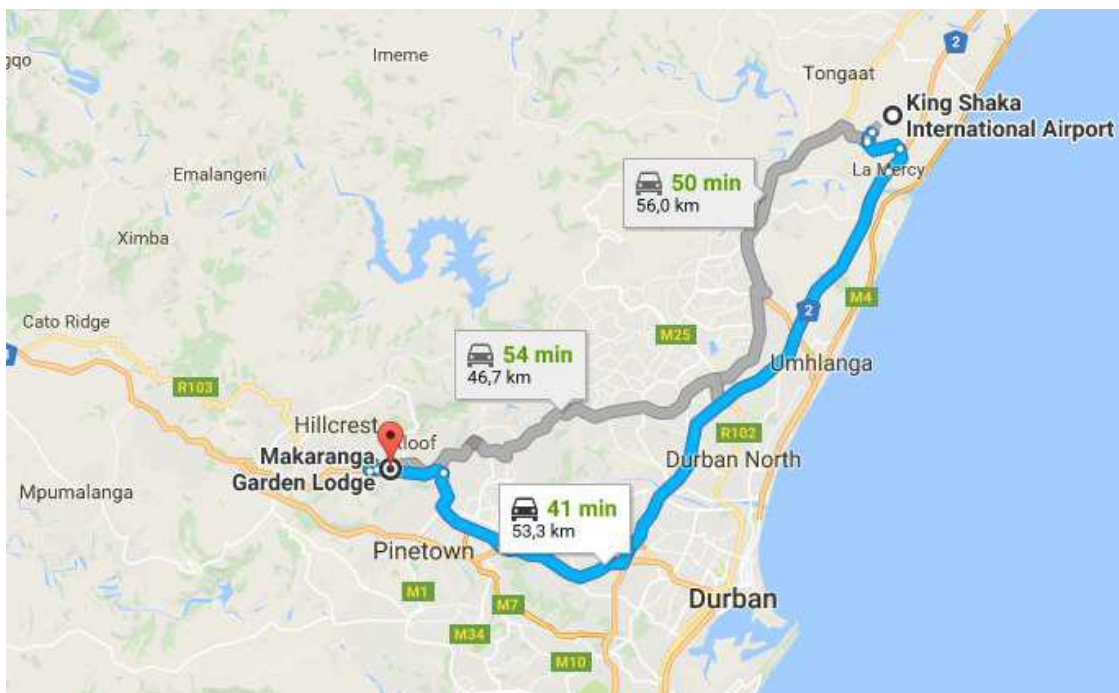 Imeme
2
Tongaat
King Shaka
International Airport
La Mercy
50 min
56,0 km
Emalangeni
Ximba
M4
2
Cato Ridge
M25
54 min
46,7 km
Umhlanga
R103
Hillcrest
Makaranga
Garden Lodge
R102
Durban North
Mpumalanga
41 min
53,3 km
Pinetown
M1
M7
Durban
M34
M10